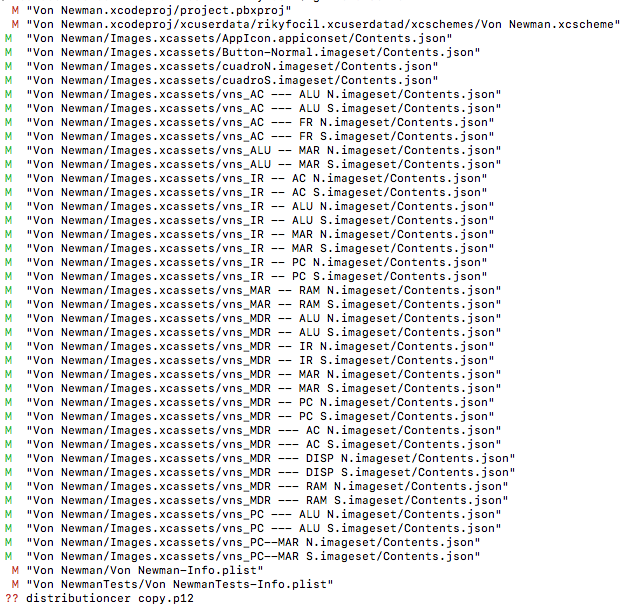 M "Von Newman.xcodeproj/project.pbxproj"
 M "Von Newman.xcodeproj/xcuserdata/rikyfocil.xcuserdatad/xcschemes/Von Newman.xcscheme"
M  "Von Newman/Images.xcassets/AppIcon.appiconset/Contents.json"
M  "Von Newman/Images.xcassets/Button-Normal.imageset/Contents.json"
M  "Von Newman/Images.xcassets/cuadroN.imageset/Contents.json"
M  "Von Newman/Images.xcassets/cuadroS.imageset/Contents.json"
M  "Von Newman/Images.xcassets/vns_AC --- ALU N.imageset/Contents.json"
M  "Von Newman/Images.xcassets/vns_AC --- ALU S.imageset/Contents.json"
M  "Von Newman/Images.xcassets/vns_AC --- FR N.imageset/Contents.json"
M  "Von Newman/Images.xcassets/vns_AC --- FR S.imageset/Contents.json"
M  "Von Newman/Images.xcassets/vns_ALU -- MAR N.imageset/Contents.json"
M  "Von Newman/Images.xcassets/vns_ALU -- MAR S.imageset/Contents.json"
M  "Von Newman/Images.xcassets/vns_IR -- AC N.imageset/Contents.json"
M  "Von Newman/Images.xcassets/vns_IR -- AC S.imageset/Contents.json"
M  "Von Newman/Images.xcassets/vns_IR -- ALU N.imageset/Contents.json"
M  "Von Newman/Images.xcassets/vns_IR -- ALU S.imageset/Contents.json"
M  "Von Newman/Images.xcassets/vns_IR -- MAR N.imageset/Contents.json"
M  "Von Newman/Images.xcassets/vns_IR -- MAR S.imageset/Contents.json"
M  "Von Newman/Images.xcassets/vns_IR -- PC N.imageset/Contents.json"
M  "Von Newman/Images.xcassets/vns_IR -- PC S.imageset/Contents.json"
M  "Von Newman/Images.xcassets/vns_MAR -- RAM N.imageset/Contents.json"
M  "Von Newman/Images.xcassets/vns_MAR -- RAM S.imageset/Contents.json"
M  "Von Newman/Images.xcassets/vns_MDR -- ALU N.imageset/Contents.json"
M  "Von Newman/Images.xcassets/vns_MDR -- ALU S.imageset/Contents.json"
M  "Von Newman/Images.xcassets/vns_MDR -- IR N.imageset/Contents.json"
M  "Von Newman/Images.xcassets/vns_MDR -- IR S.imageset/Contents.json"
M  "Von Newman/Images.xcassets/vns_MDR -- MAR N.imageset/Contents.json"
M  "Von Newman/Images.xcassets/vns_MDR -- MAR S.imageset/Contents.json"
M  "Von Newman/Images.xcassets/vns_MDR -- PC N.imageset/Contents.json"
M  "Von Newman/Images.xcassets/vns_MDR -- PC S.imageset/Contents.json"
M  "Von Newman/Images.xcassets/vns_MDR --- AC N.imageset/Contents.json"
M  "Von Newman/Images.xcassets/vns_MDR --- AC S.imageset/Contents.json"
M  "Von Newman/Images.xcassets/vns_MDR --- DISP N.imageset/Contents.json"
M  "Von Newman/Images.xcassets/vns_MDR --- DISP S.imageset/Contents.json"
M  "Von Newman/Images.xcassets/vns_MDR --- RAM N.imageset/Contents.json"
M  "Von Newman/Images.xcassets/vns_MDR --- RAM S.imageset/Contents.json"
M  "Von Newman/Images.xcassets/vns_PC --- ALU N.imageset/Contents.json"
M  "Von Newman/Images.xcassets/vns_PC --- ALU S.imageset/Contents.json"
M  "Von Newman/Images.xcassets/vns_PC--MAR N.imageset/Contents.json"
M  "Von Newman/Images.xcassets/vns_PC--MAR S.imageset/Contents.json"
 M "Von Newman/Von Newman-Info.plist"
 M "Von NewmanTests/Von NewmanTests-Info.plist"
?? distributioncer copy.p12